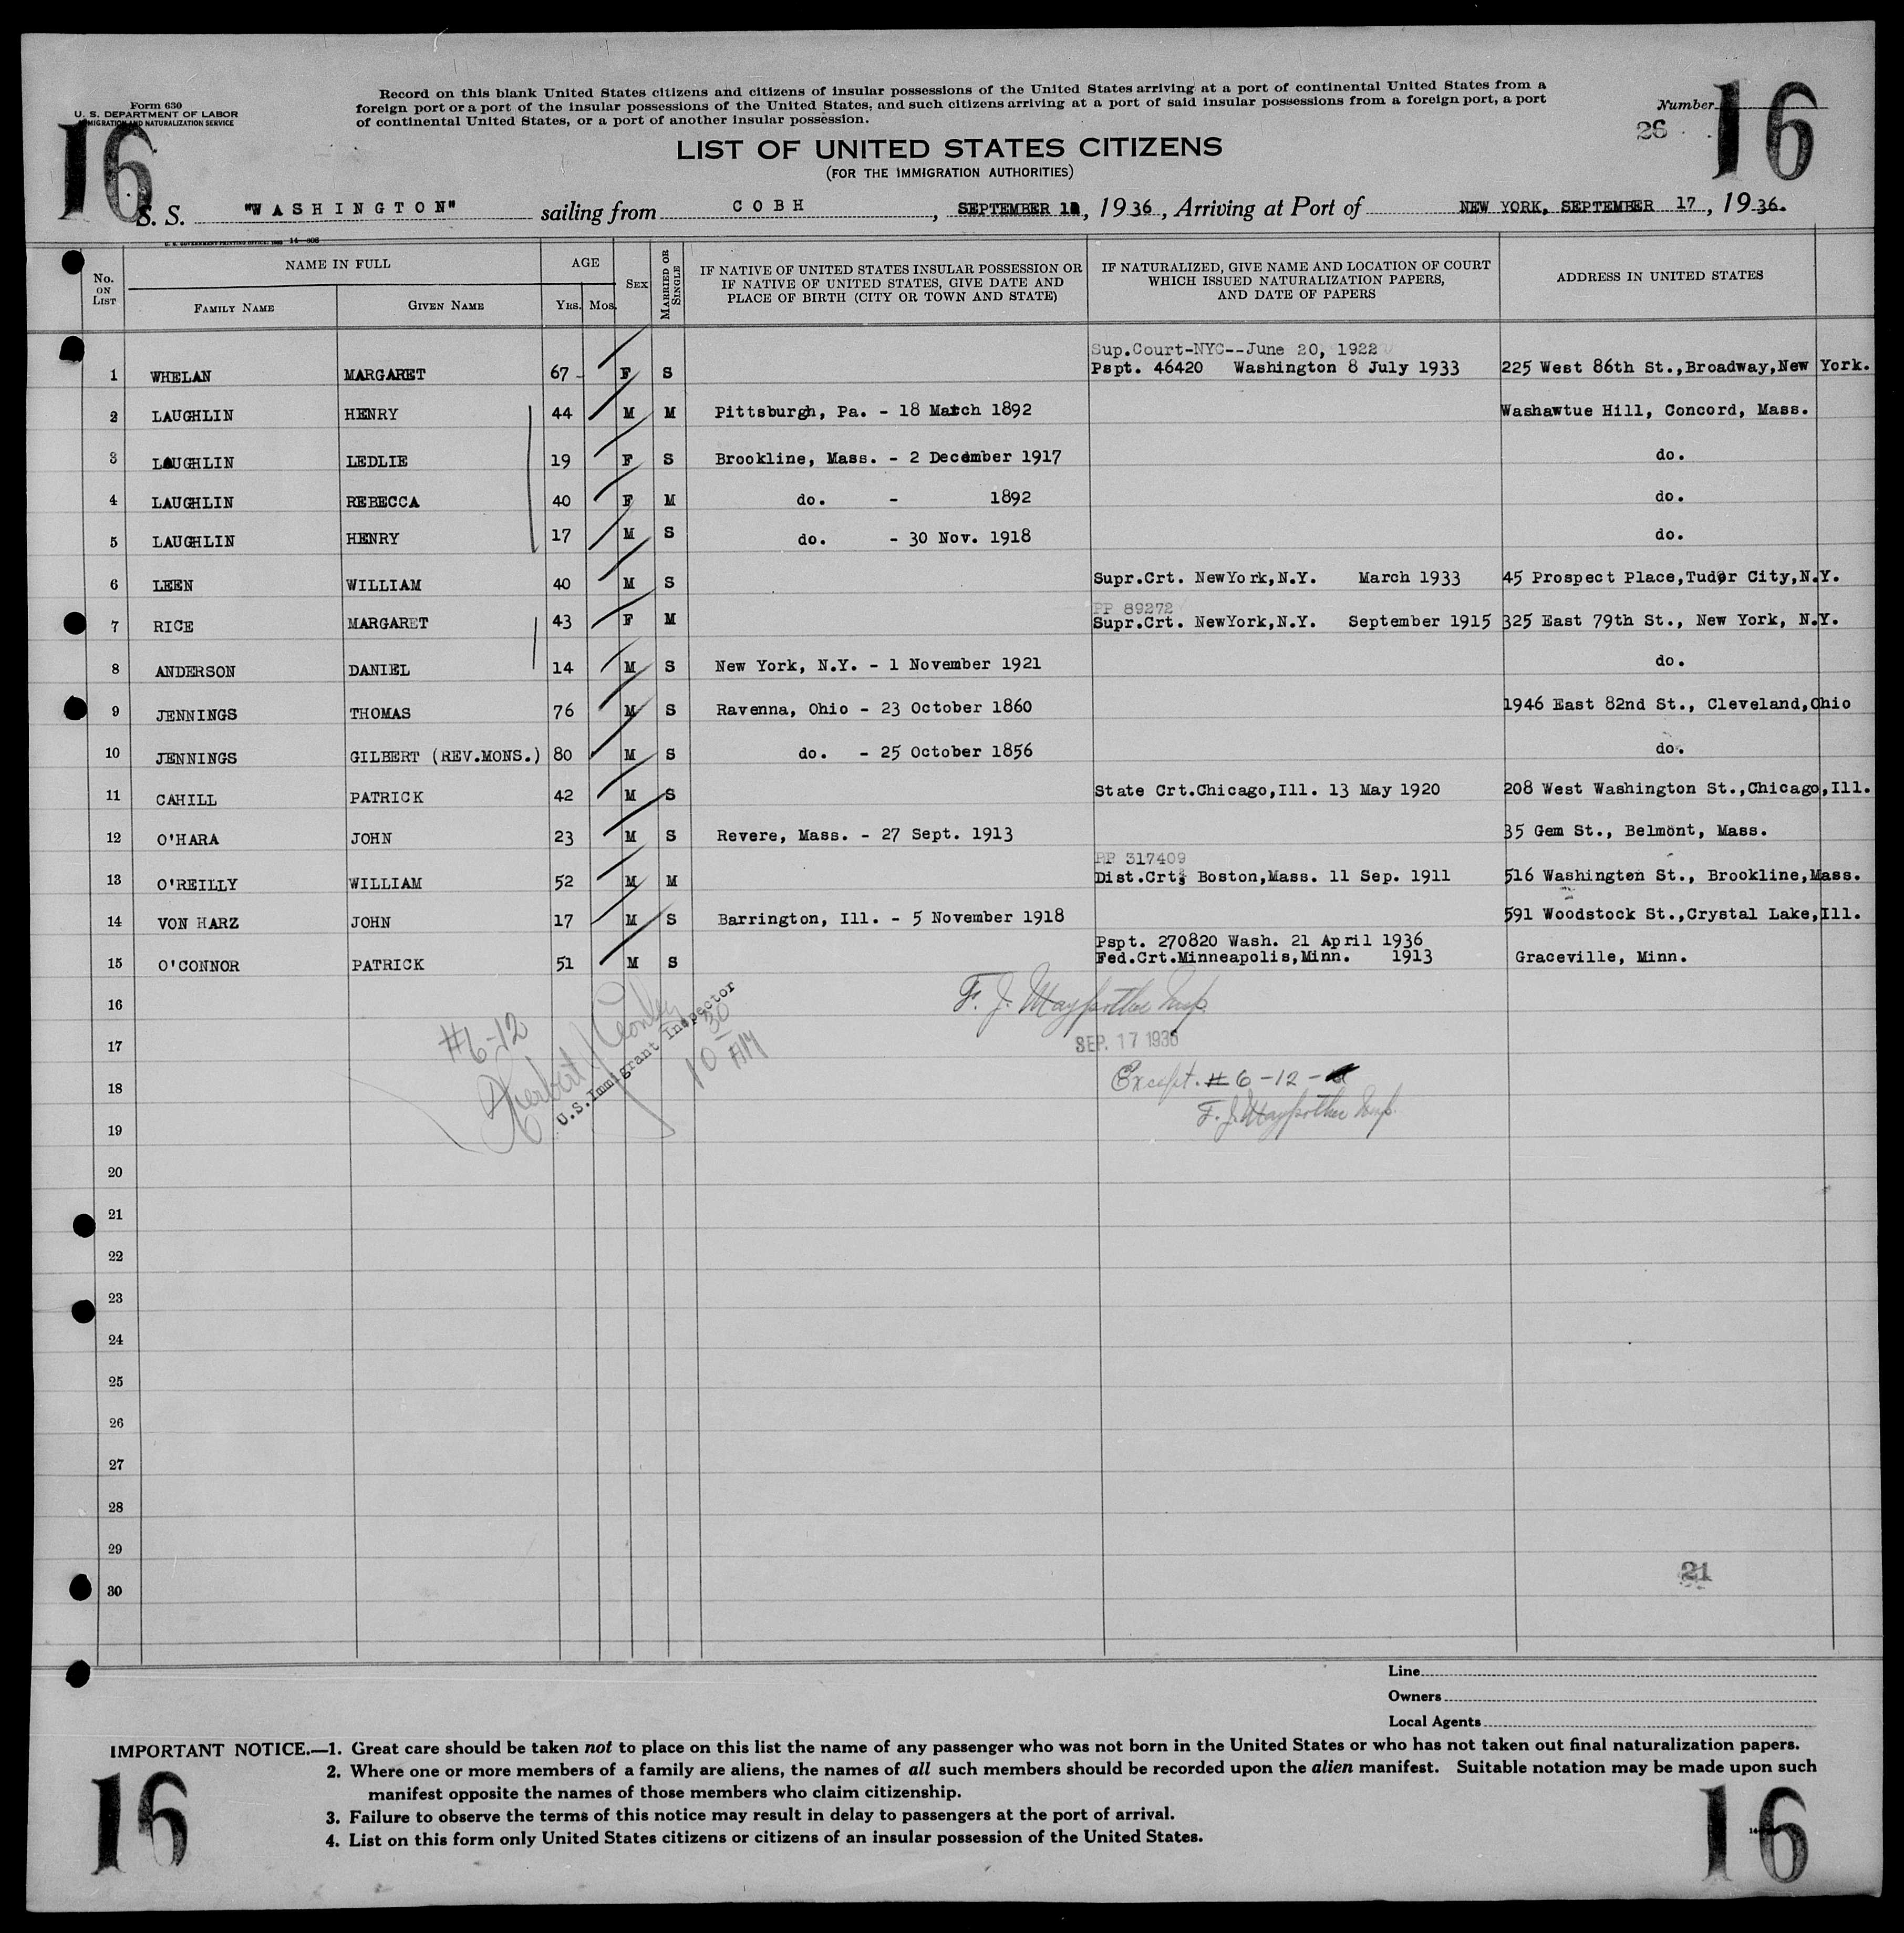 Form 630
U. S. DEPARTMENT OF LABOR
IMMIGRATION AND NATURALIZATION SERVICE
Record on this blank United States citizens and citizens of insular possessions of the United States arriving at a port of continental United States from a
foreign port or a port of the insular possessions of the United States, and such citizens arriving at a port of said insular possessions from a foreign port, a port
of continental United States, or a port of another insular possession.
Number
26
16
16
LIST OF UNITED STATES CITIZENS
(FOR THE IMMIGRATION AUTHORITIES)
S. S. "WASHINGTON" sailing from COBH, SEPTEMBER, 1936, Arriving at Port of NEW YORK, SEPTEMBER 17, 1936.
U. S. GOVERNMENT PRINTING OFFICE: 14-806
No. ON LIST
NAME IN FULL
FAMILY NAME
GIVEN NAME
AGE
YRS. MOS.
SEX
MARRIED OR SINGLE
IF NATIVE OF UNITED STATES INSULAR POSSESSION OR
IF NATIVE OF UNITED STATES, GIVE DATE AND
PLACE OF BIRTH (CITY OR TOWN AND STATE)
IF NATURALIZED, GIVE NAME AND LOCATION OF COURT
WHICH ISSUED NATURALIZATION PAPERS,
AND DATE OF PAPERS
ADDRESS IN UNITED STATES
Sup.Court-NYC--June 20, 1922
1 WHELAN MARGARET 67 F S Pspt. 46420 Washington 8 July 1933 225 West 86th St.,Broadway,New York.
2 LAUGHLIN HENRY 44 M M Pittsburgh, Pa. - 18 March 1892 Washawtue Hill, Concord, Mass.
3 LAUGHLIN LEDLIE 19 F S Brookline, Mass. - 2 December 1917 do.
4 LAUGHLIN REBECCA 40 F M do. - 1892 do.
5 LAUGHLIN HENRY 17 M S do. - 30 Nov. 1918 do.
6 LEEN WILLIAM 40 M S Supr.Crt. NewYork,N.Y. March 1933 45 Prospect Place,Tudor City,N.Y.
PP 89272
7 RICE MARGARET 43 F M Supr.Crt. NewYork,N.Y. September 1915 325 East 79th St., New York, N.Y.
8 ANDERSON DANIEL 14 M S New York, N.Y. - 1 November 1921 do.
9 JENNINGS THOMAS 76 M S Ravenna, Ohio - 23 October 1860 1946 East 82nd St., Cleveland,Ohio
10 JENNINGS GILBERT (REV.MONS.) 80 M S do. - 25 October 1856 do.
11 CAHILL PATRICK 42 M S State Crt.Chicago,Ill. 13 May 1920 208 West Washington St.,Chicago,Ill.
12 O'HARA JOHN 23 M S Revere, Mass. - 27 Sept. 1913 35 Gem St., Belmont, Mass.
PP 317409
13 O'REILLY WILLIAM 52 M M Dist.Crt, Boston,Mass. 11 Sep. 1911 516 Washington St., Brookline,Mass.
14 VON HARZ JOHN 17 M S Barrington, Ill. - 5 November 1918 591 Woodstock St.,Crystal Lake,Ill.
Pspt. 270820 Wash. 21 April 1936
15 O'CONNOR PATRICK 51 M S Fed.Crt.Minneapolis,Minn. 1913 Graceville, Minn.
16
17
18
19
20
21
22
23
24
25
26
27
28
29
30
#6-12
Herbert
U.S. Immigrant Inspector
10 30 AM
F. J. Insp.
SEP. 17 1936
Except. #6-12-
F. J. Insp.
21
Line
Owners
Local Agents
IMPORTANT NOTICE.—1. Great care should be taken not to place on this list the name of any passenger who was not born in the United States or who has not taken out final naturalization papers.
2. Where one or more members of a family are aliens, the names of all such members should be recorded upon the alien manifest. Suitable notation may be made upon such
manifest opposite the names of those members who claim citizenship.
3. Failure to observe the terms of this notice may result in delay to passengers at the port of arrival.
4. List on this form only United States citizens or citizens of an insular possession of the United States.
16
16